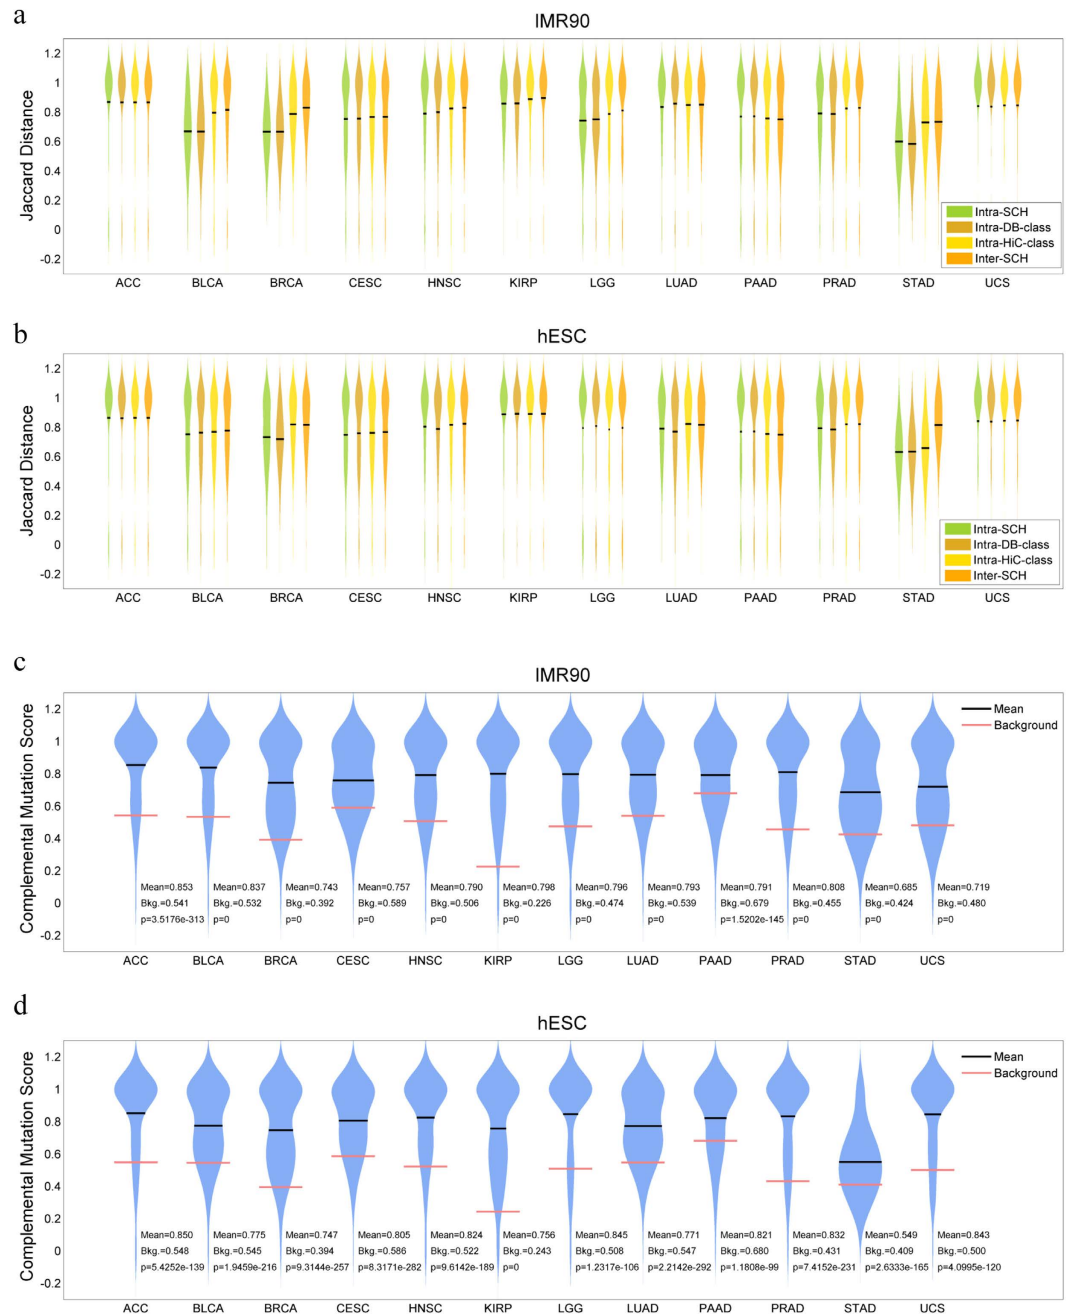 a
IMR90
Jaccard Distance
1.2
1
0.8
0.6
0.4
0.2
0
-0.2
Intra-SCH
Intra-DB-class
Intra-HiC-class
Inter-SCH
ACC BLCA BRCA CESC HNSC KIRP LGG LUAD PAAD PRAD STAD UCS
b
hESC
Jaccard Distance
1.2
1
0.8
0.6
0.4
0.2
0
-0.2
Intra-SCH
Intra-DB-class
Intra-HiC-class
Inter-SCH
ACC BLCA BRCA CESC HNSC KIRP LGG LUAD PAAD PRAD STAD UCS
c
IMR90
Complemental Mutation Score
1.2
1
0.8
0.6
0.4
0.2
0
-0.2
Mean
Background
Mean=0.853 Mean=0.837 Mean=0.743 Mean=0.757 Mean=0.790 Mean=0.798 Mean=0.796 Mean=0.793 Mean=0.791 Mean=0.808 Mean=0.685 Mean=0.719
Bkg.=0.541 Bkg.=0.532 Bkg.=0.392 Bkg.=0.589 Bkg.=0.506 Bkg.=0.226 Bkg.=0.474 Bkg.=0.539 Bkg.=0.679 Bkg.=0.455 Bkg.=0.424 Bkg.=0.480
p=3.5176e-313 p=0 p=0 p=0 p=0 p=0 p=0 p=0 p=1.5202e-145 p=0 p=0 p=0
ACC BLCA BRCA CESC HNSC KIRP LGG LUAD PAAD PRAD STAD UCS
d
hESC
Complemental Mutation Score
1.2
1
0.8
0.6
0.4
0.2
0
-0.2
Mean
Background
Mean=0.850 Mean=0.775 Mean=0.747 Mean=0.805 Mean=0.824 Mean=0.756 Mean=0.845 Mean=0.771 Mean=0.821 Mean=0.832 Mean=0.549 Mean=0.843
Bkg.=0.548 Bkg.=0.545 Bkg.=0.394 Bkg.=0.586 Bkg.=0.522 Bkg.=0.243 Bkg.=0.508 Bkg.=0.547 Bkg.=0.680 Bkg.=0.431 Bkg.=0.409 Bkg.=0.500
p=5.4252e-139 p=1.9459e-216 p=9.3144e-257 p=8.3171e-282 p=9.6142e-189 p=0 p=1.2317e-106 p=2.2142e-292 p=1.1808e-99 p=7.4152e-231 p=2.6333e-165 p=4.0995e-120
ACC BLCA BRCA CESC HNSC KIRP LGG LUAD PAAD PRAD STAD UCS